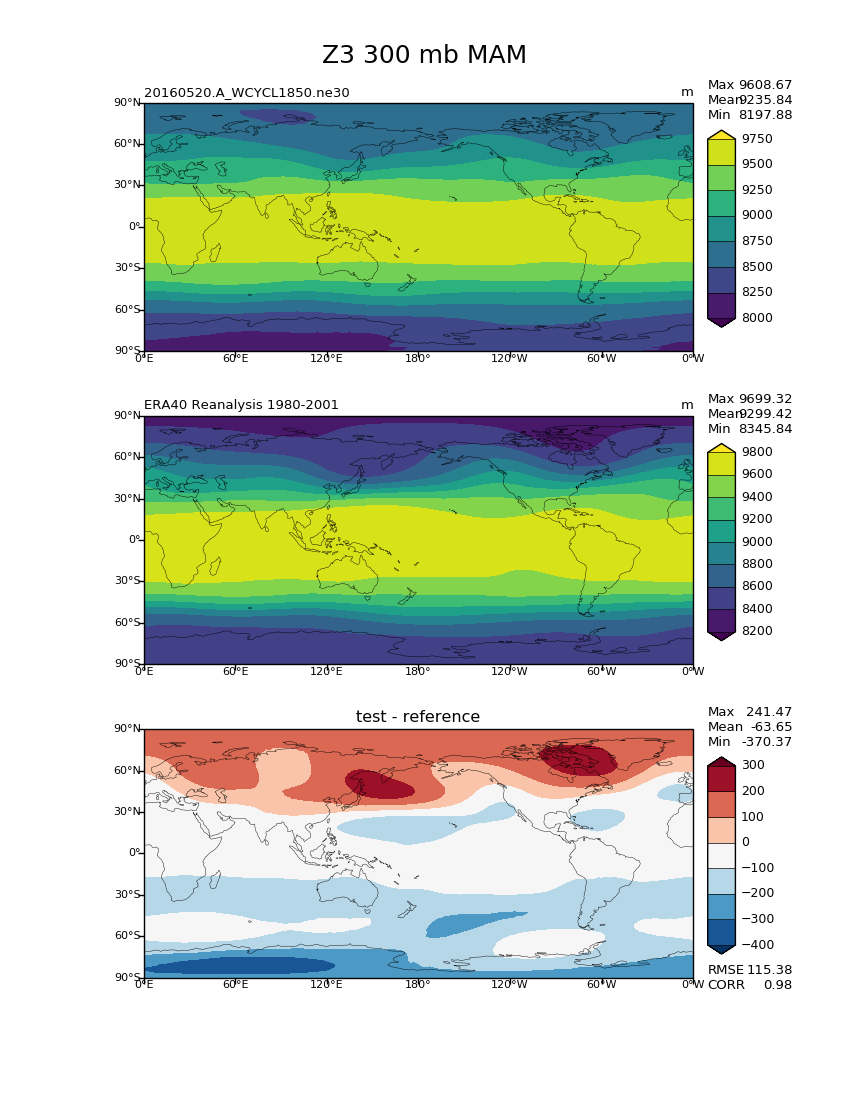 Z3 300 mb MAM
20160520.A_WCYCL1850.ne30
m
Max 9608.67
Mean 9235.84
Min 8197.88
90°N
60°N
30°N
0°
30°S
60°S
90°S
0°E 60°E 120°E 180° 120°W 60°W 0°W
9750
9500
9250
9000
8750
8500
8250
8000
ERA40 Reanalysis 1980-2001
m
Max 9699.32
Mean 9299.42
Min 8345.84
90°N
60°N
30°N
0°
30°S
60°S
90°S
0°E 60°E 120°E 180° 120°W 60°W 0°W
9800
9600
9400
9200
9000
8800
8600
8400
8200
test - reference
Max 241.47
Mean -63.65
Min -370.37
90°N
60°N
30°N
0°
30°S
60°S
90°S
0°E 60°E 120°E 180° 120°W 60°W 0°W
300
200
100
0
−100
−200
−300
−400
RMSE 115.38
CORR 0.98